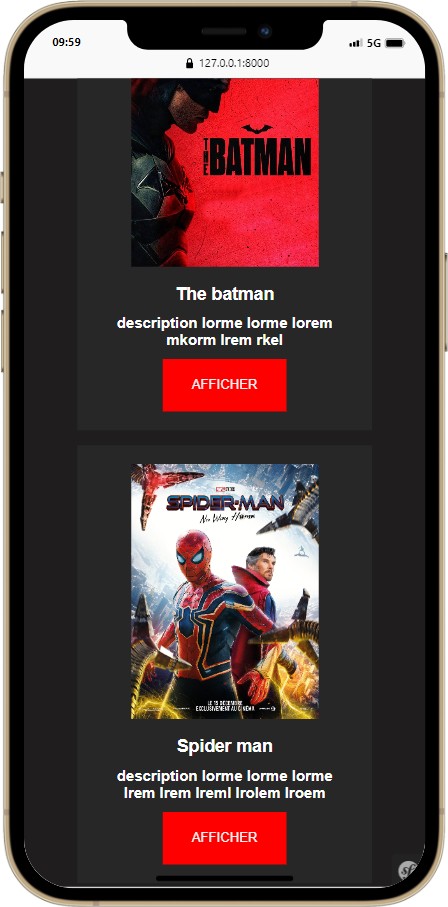 09:59
5G
127.0.0.1:8000
THE BATMAN
The batman
description lorme lorme lorem
mkorm lrem rkel
AFFICHER
SPIDER-MAN
No Way Home
LE 15 DÉCEMBRE
EXCLUSIVEMENT AU CINÉMA
Spider man
description lorme lorme lorme
lrem lrem lreml lrolem lroem
AFFICHER
sf